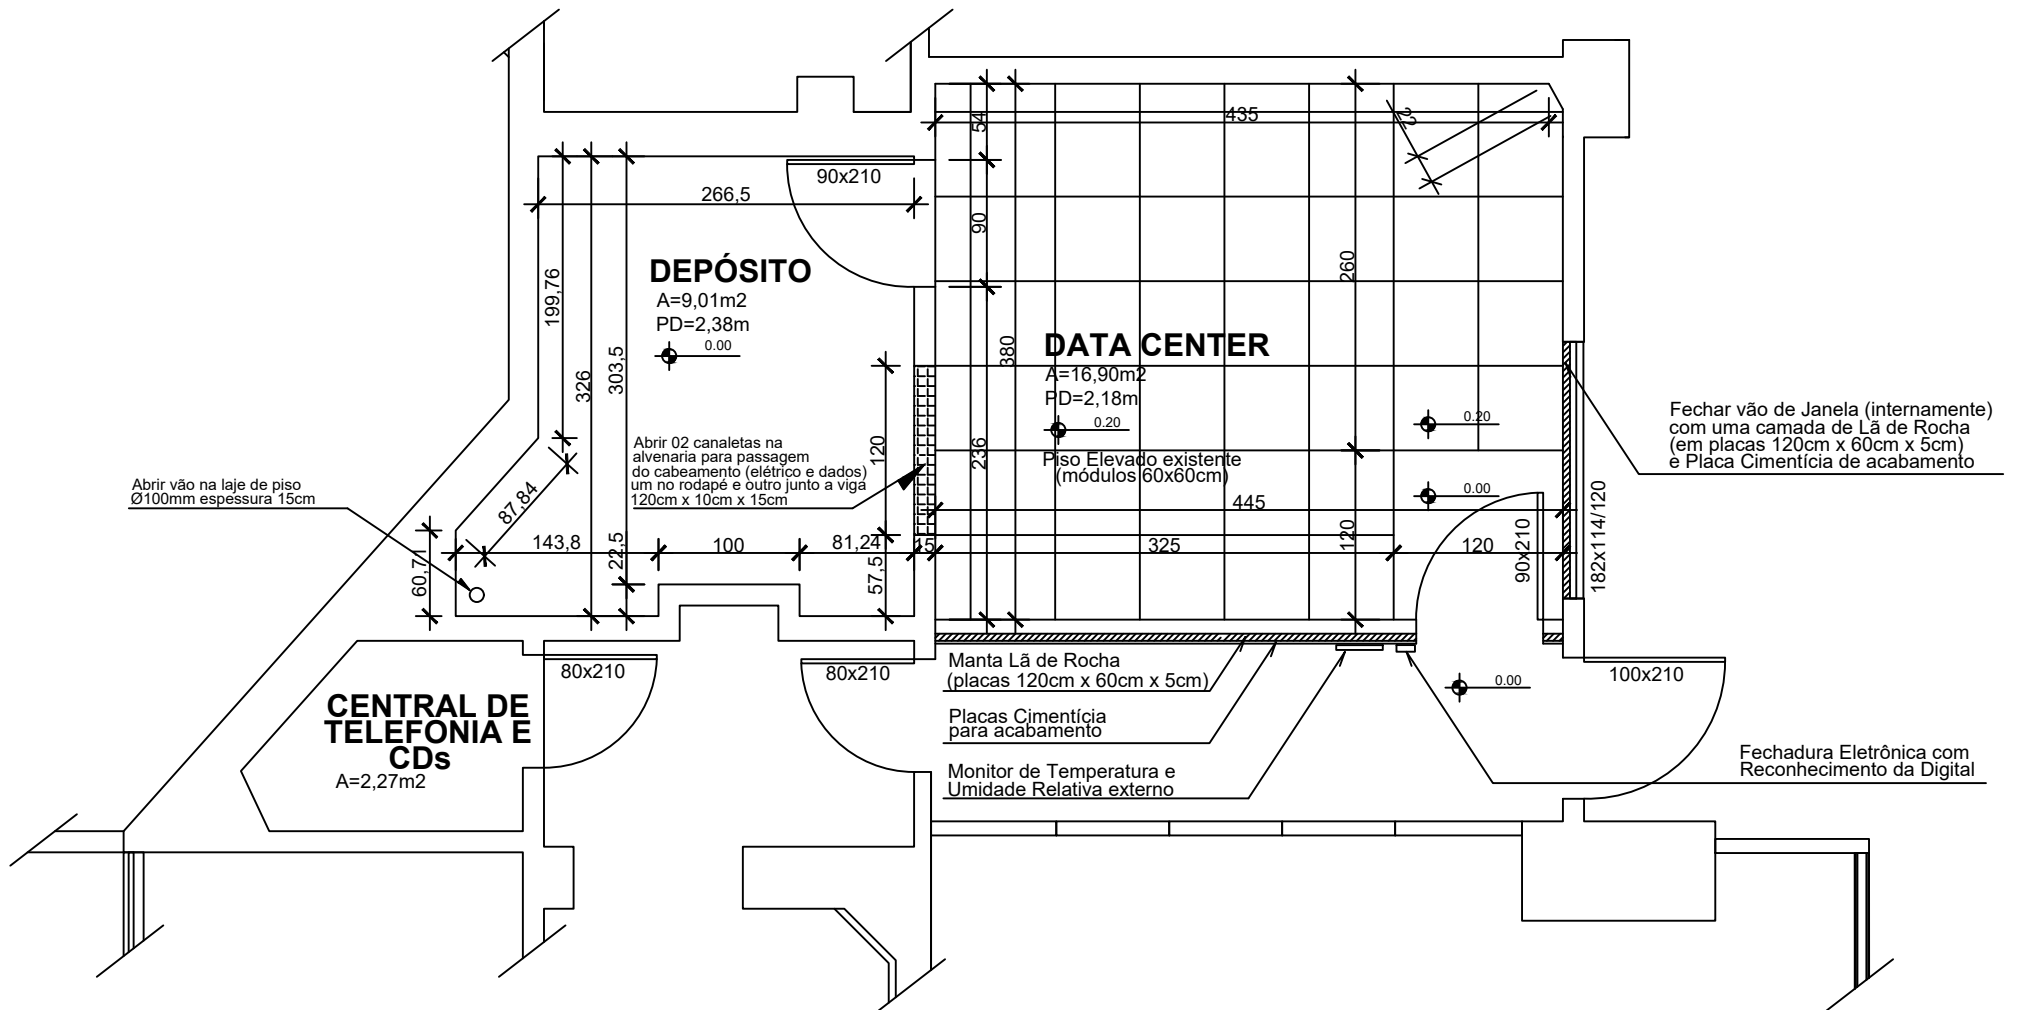 435
22
54
90x210
266,5
90
260
DEPÓSITO
A=9,01m2
PD=2,38m
0.00
199,76
326
303,5
380
DATA CENTER
A=16,90m2
PD=2,18m
0.20
0.20
Piso Elevado existente
(módulos 60x60cm)
0.00
236
445
120
Abrir 02 canaletas na
alvenaria para passagem
do cabeamento (elétrico e dados)
um no rodapé e outro junto a viga
120cm x 10cm x 15cm
Fechar vão de Janela (internamente)
com uma camada de Lã de Rocha
(em placas 120cm x 60cm x 5cm)
e Placa Cimentícia de acabamento
Abrir vão na laje de piso
Ø100mm espessura 15cm
87,84
60,71
143,8
22,5
100
81,24
15
57,5
325
120
120
90x210
182x114/120
80x210
80x210
Manta Lã de Rocha
(placas 120cm x 60cm x 5cm)
Placas Cimentícia
para acabamento
Monitor de Temperatura e
Umidade Relativa externo
0.00
100x210
Fechadura Eletrônica com
Reconhecimento da Digital
CENTRAL DE
TELEFONIA E
CDs
A=2,27m2